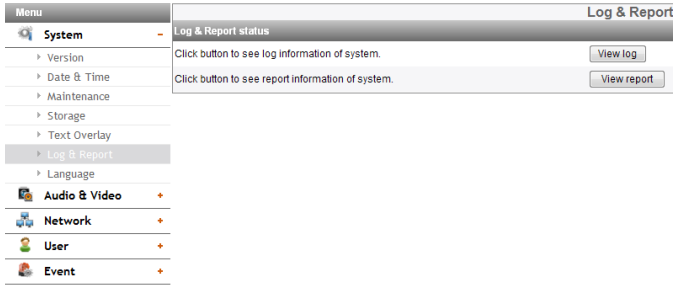 Menu
System -
Version
Date & Time
Maintenance
Storage
Text Overlay
Log & Report
Language
Audio & Video +
Network +
User +
Event +
Log & Report
Log & Report status
Click button to see log information of system. View log
Click button to see report information of system. View report